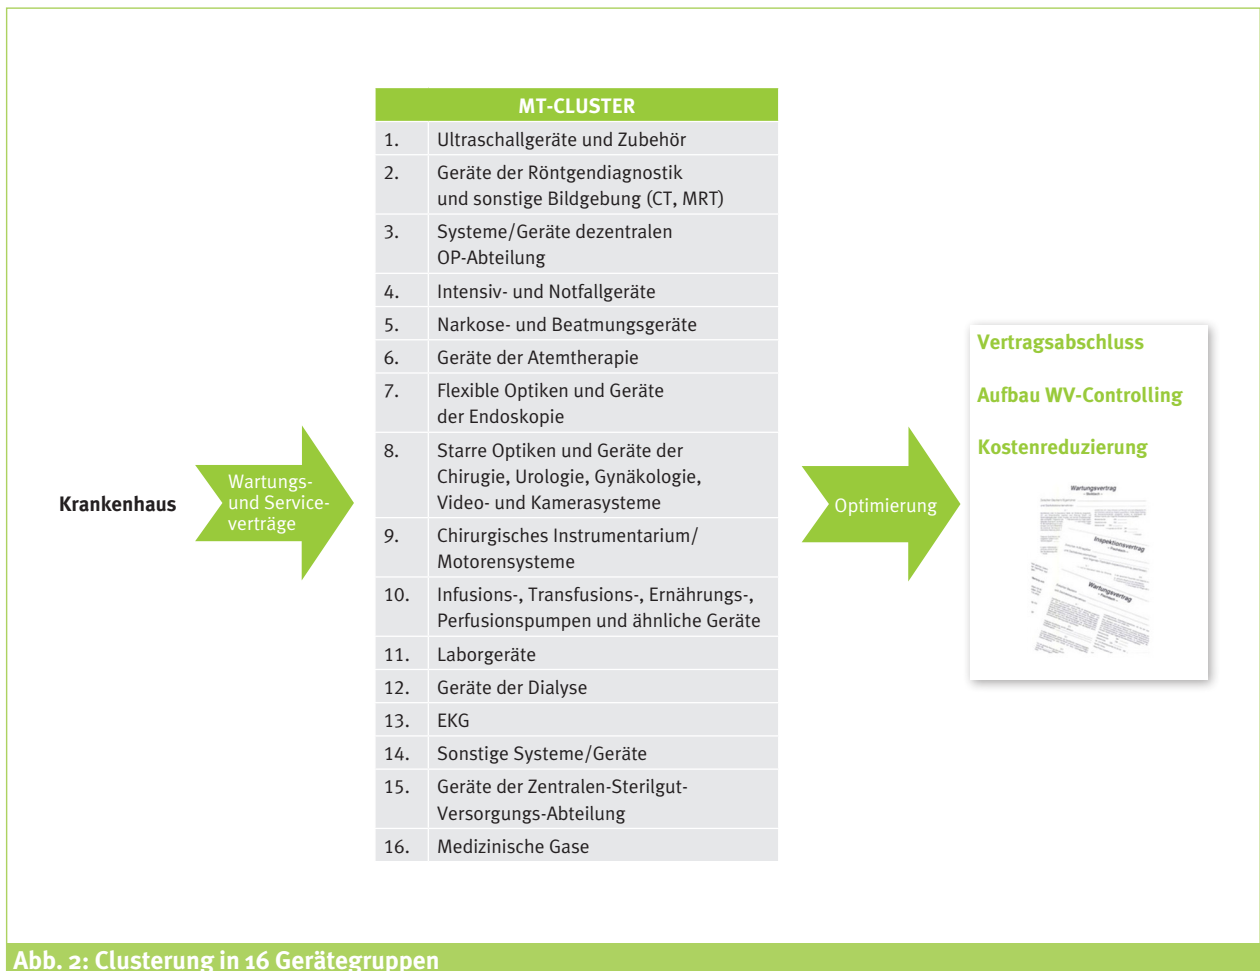 Krankenhaus
Wartungs-
und Service-
verträge
MT-CLUSTER
1. Ultraschallgeräte und Zubehör
2. Geräte der Röntgendiagnostik
und sonstige Bildgebung (CT, MRT)
3. Systeme/Geräte dezentralen
OP-Abteilung
4. Intensiv- und Notfallgeräte
5. Narkose- und Beatmungsgeräte
6. Geräte der Atemtherapie
7. Flexible Optiken und Geräte
der Endoskopie
8. Starre Optiken und Geräte der
Chirugie, Urologie, Gynäkologie,
Video- und Kamerasysteme
9. Chirurgisches Instrumentarium/
Motorensysteme
10. Infusions-, Transfusions-, Ernährungs-,
Perfusionspumpen und ähnliche Geräte
11. Laborgeräte
12. Geräte der Dialyse
13. EKG
14. Sonstige Systeme/Geräte
15. Geräte der Zentralen-Sterilgut-
Versorgungs-Abteilung
16. Medizinische Gase
Optimierung
Vertragsabschluss
Aufbau WV-Controlling
Kostenreduzierung
Wartungsvertrag
Inspektionsvertrag
Wartungsvertrag
Abb. 2: Clusterung in 16 Gerätegruppen